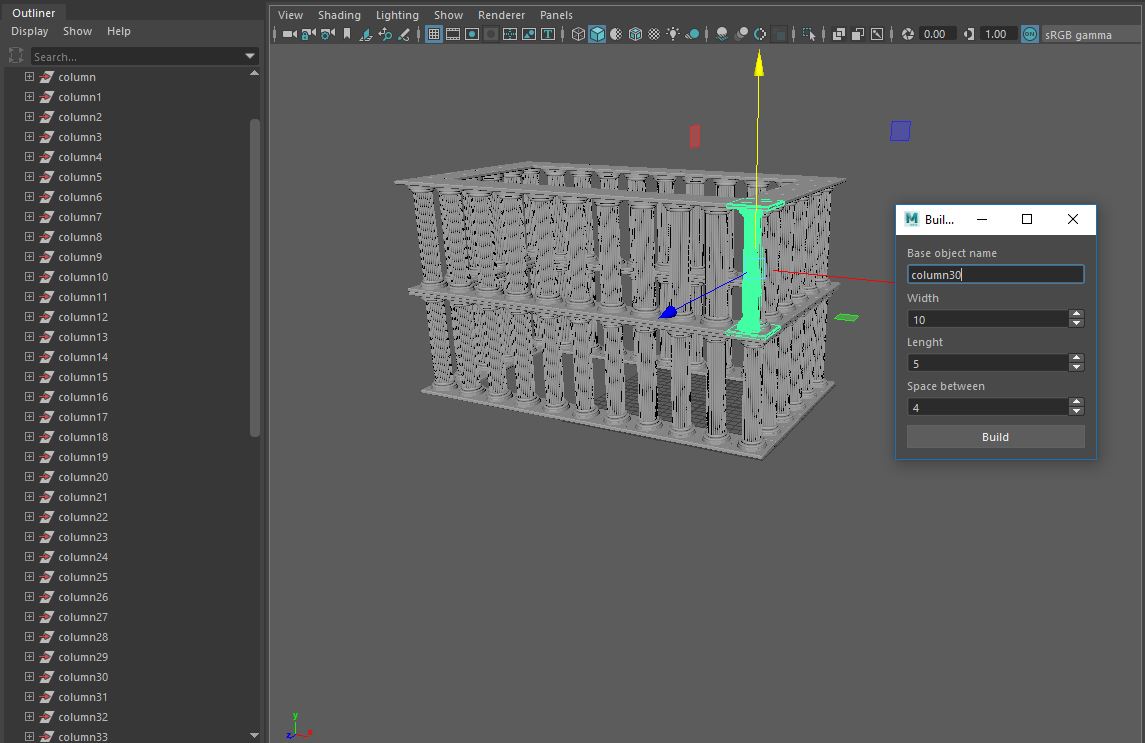 Outliner
Display Show Help
Search...
column
column1
column2
column3
column4
column5
column6
column7
column8
column9
column10
column11
column12
column13
column14
column15
column16
column17
column18
column19
column20
column21
column22
column23
column24
column25
column26
column27
column28
column29
column30
column31
column32
column33
View Shading Lighting Show Renderer Panels
0.00 1.00 ON sRGB gamma
M Buil...
Base object name
column30
Width
10
Lenght
5
Space between
4
Build
y
z x